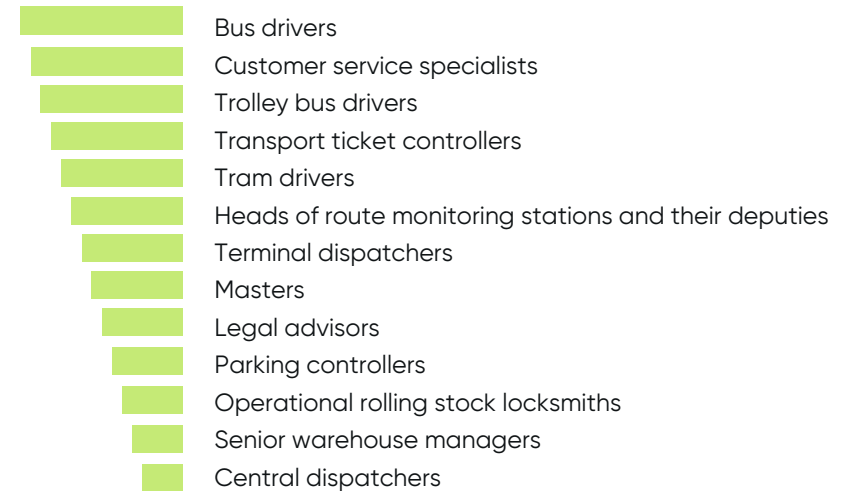 Bus drivers
Customer service specialists
Trolley bus drivers
Transport ticket controllers
Tram drivers
Heads of route monitoring stations and their deputies
Terminal dispatchers
Masters
Legal advisors
Parking controllers
Operational rolling stock locksmiths
Senior warehouse managers
Central dispatchers